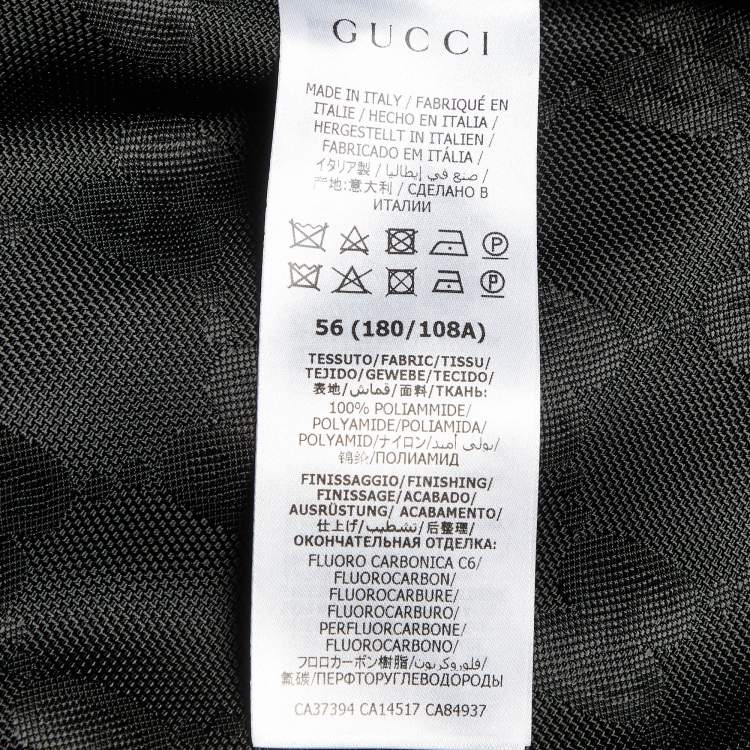 GUCCI
MADE IN ITALY / FABRIQUÉ EN
ITALIE / HECHO EN ITALIA /
HERGESTELLT IN ITALIEN /
FABRICADO EM ITÁLIA /
イタリア製 / صنع في إيطاليا /
产地:意大利 / СДЕЛАНО В
ИТАЛИИ
P
P
56 (180/108A)
TESSUTO/FABRIC/TISSU/
TEJIDO/GEWEBE/TECIDO/
表地/قماش/面料/ТКАНЬ:
100% POLIAMMIDE/
POLYAMIDE/POLIAMIDA/
POLYAMID/ナイロン/بولي أميد/
锦纶/ПОЛИАМИД
FINISSAGGIO/FINISHING/
FINISSAGE/ACABADO/
AUSRÜSTUNG/ ACABAMENTO/
仕上げ/تشطيب/后整理/
ОКОНЧАТЕЛЬНАЯ ОТДЕЛКА:
FLUORO CARBONICA C6/
FLUOROCARBON/
FLUOROCARBURE/
FLUOROCARBURO/
PERFLUORCARBONE/
FLUOROCARBONO/
フロロカーボン樹脂/فلوروكربون/
氟碳/ПЕРФТОРУГЛЕВОДОРОДЫ
CA37394 CA14517 CA84937